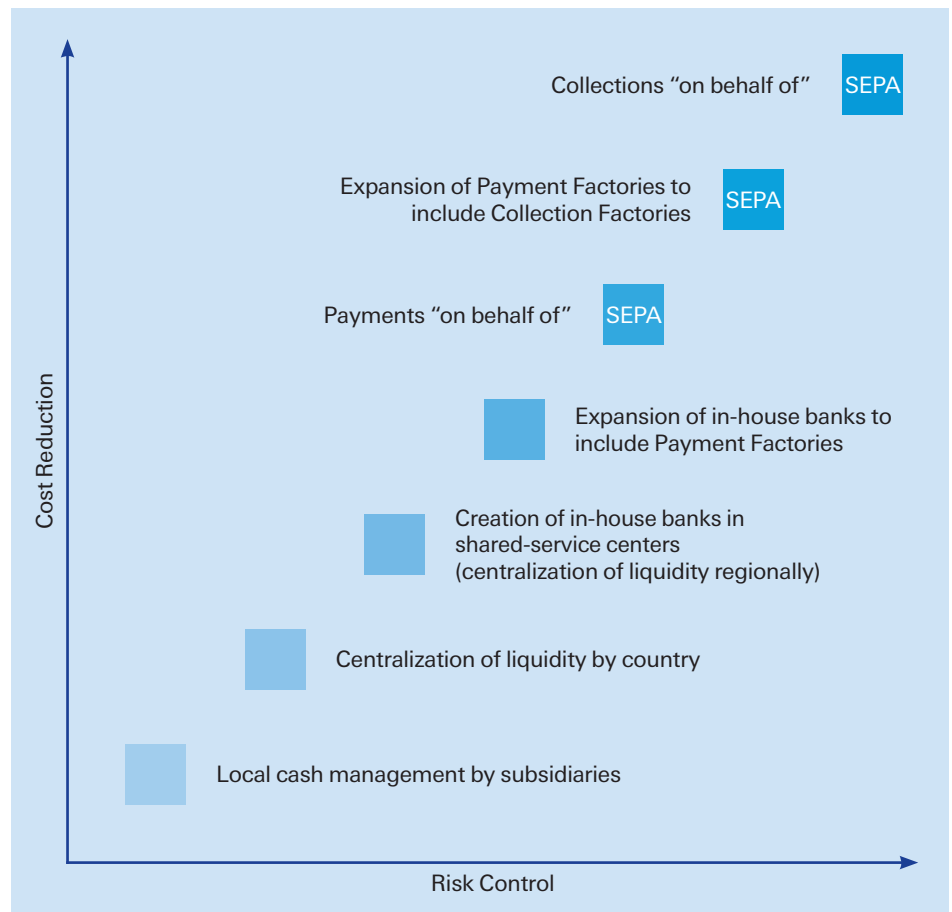 Collections “on behalf of”
SEPA
Expansion of Payment Factories to
include Collection Factories
SEPA
Payments “on behalf of”
SEPA
Expansion of in-house banks to
include Payment Factories
Creation of in-house banks in
shared-service centers
(centralization of liquidity regionally)
Centralization of liquidity by country
Local cash management by subsidiaries
Cost Reduction
Risk Control